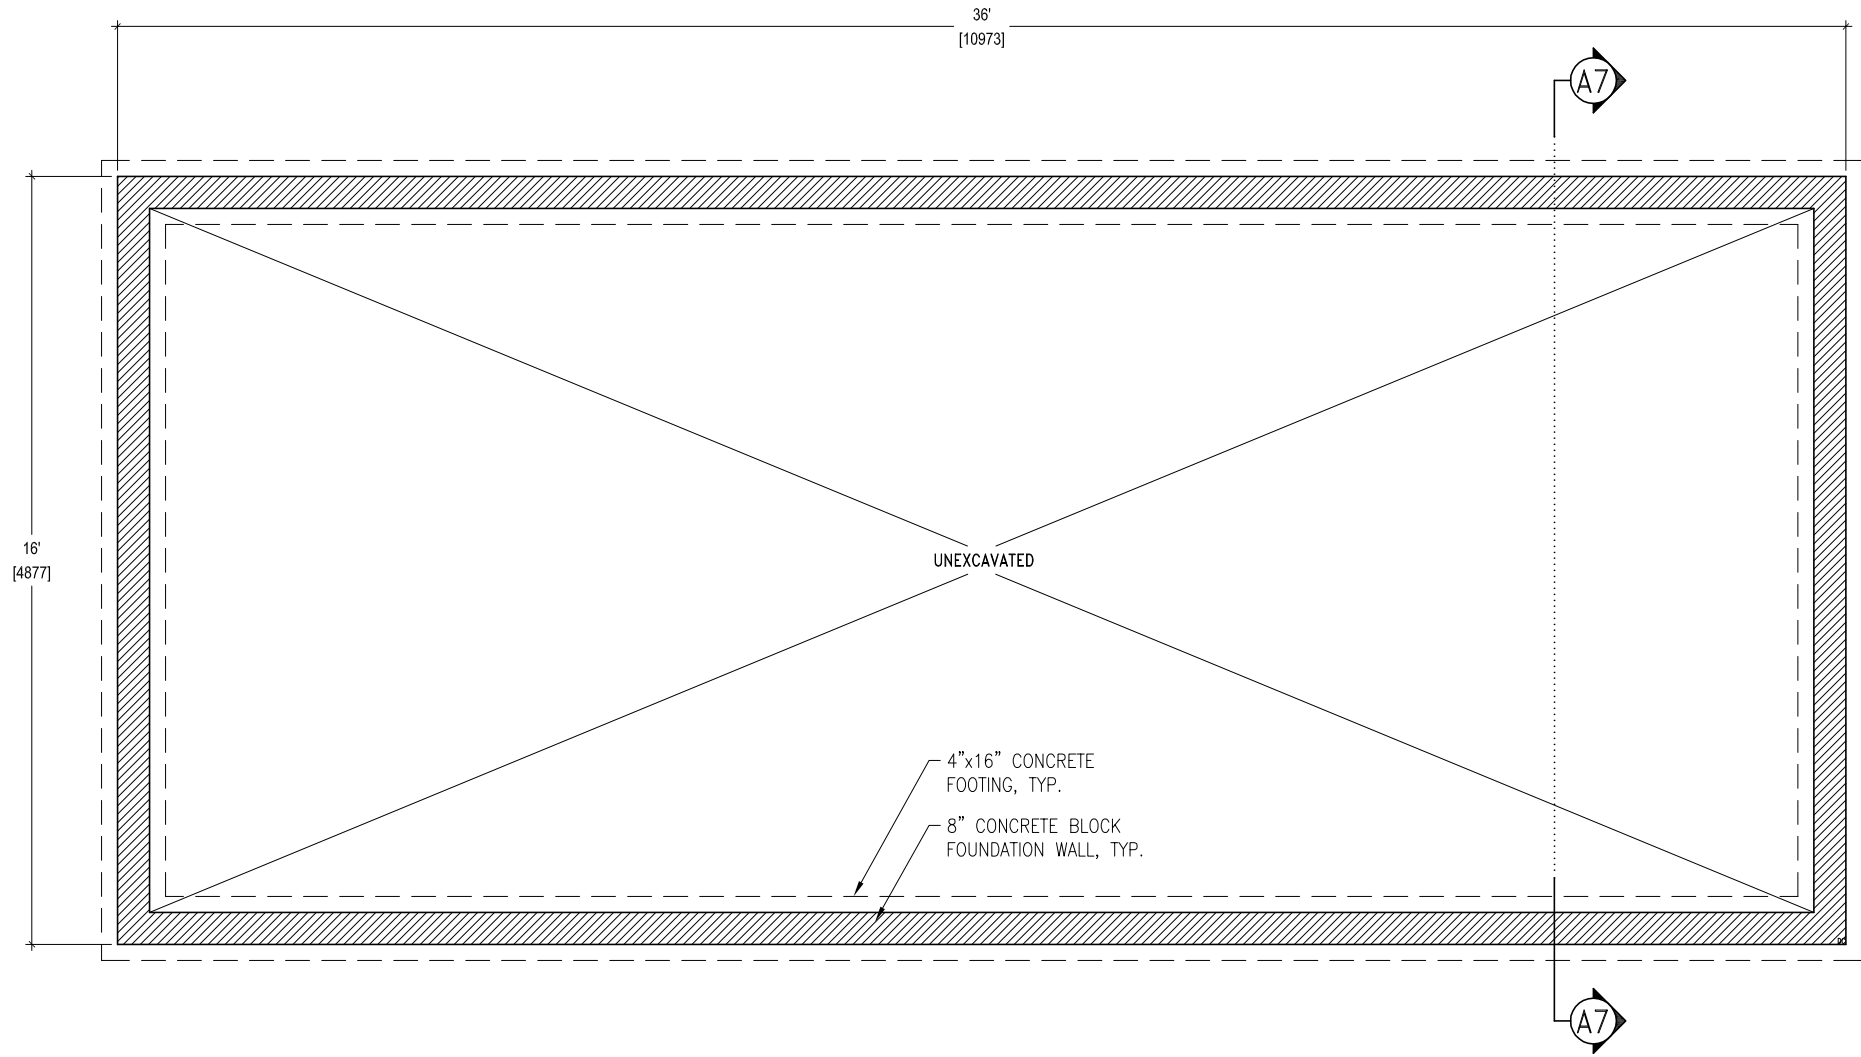 36'
[10973]
A7
16'
[4877]
UNEXCAVATED
4”x16” CONCRETE
FOOTING, TYP.
8” CONCRETE BLOCK
FOUNDATION WALL, TYP.
A7